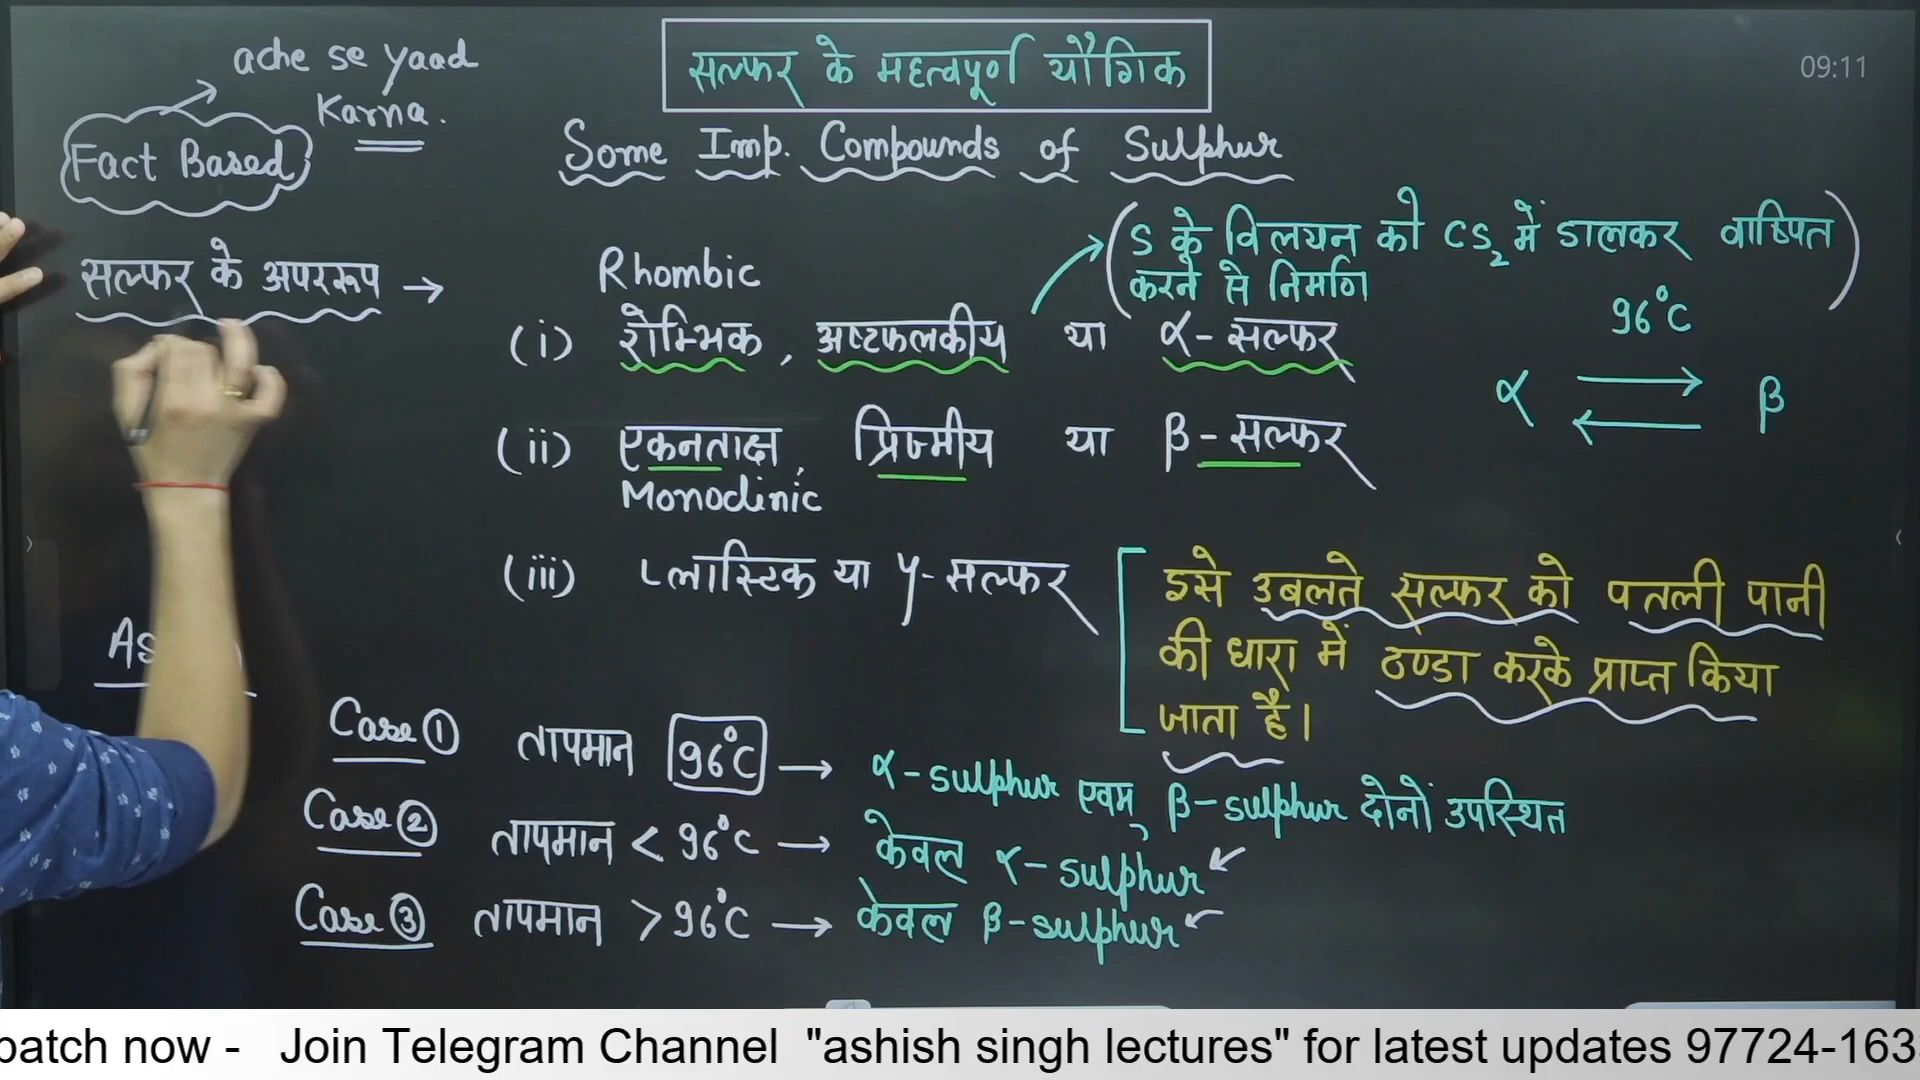 ache se yaad
Karna.
Fact Based
सल्फर के महत्वपूर्ण यौगिक
09:11
Some Imp. Compounds of Sulphur
(S के विलयन को CS2 में डालकर वाष्पित
करने से निर्माण)
सल्फर के अपररूप →
Rhombic
(i) रोम्भिक, अष्टफलकीय या α-सल्फर
96°C
α ⇄ β
(ii) एकनताक्ष, प्रिज्मीय या β-सल्फर
Monoclinic
(iii) प्लास्टिक या γ-सल्फर
[इसे उबलते सल्फर को पतली पानी
की धारा में ठण्डा करके प्राप्त किया
जाता है।
Case ① तापमान 96°C → α-sulphur एवम् β-sulphur दोनों उपस्थित
Case ② तापमान < 96°C → केवल α-sulphur
Case ③ तापमान > 96°C → केवल β-sulphur
now - Join Telegram Channel "ashish singh lectures" for latest updates 97724-163